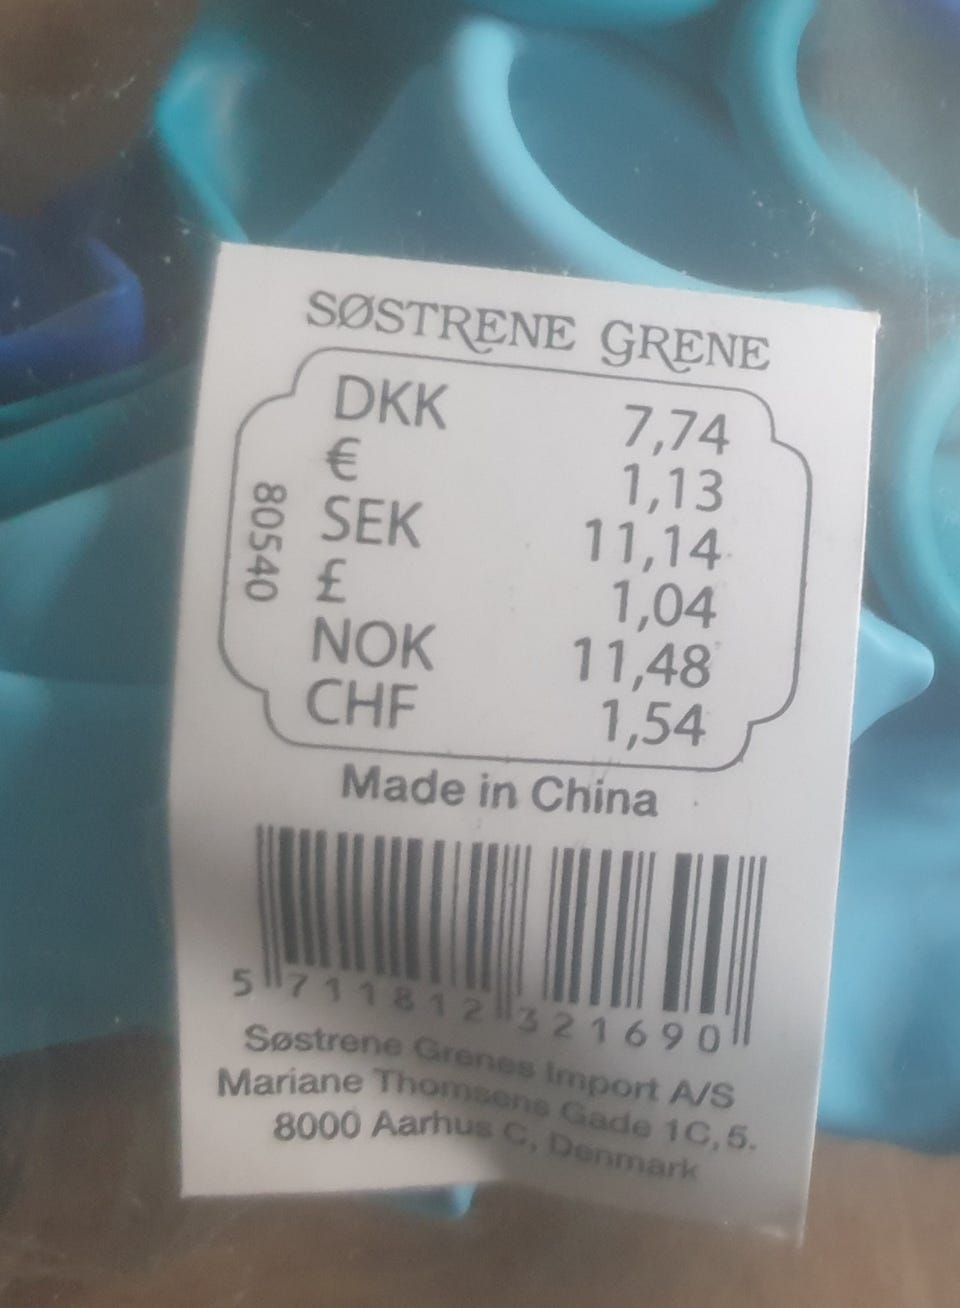 SØSTRENE GRENE
DKK 7,74
€ 1,13
SEK 11,14
£ 1,04
NOK 11,48
CHF 1,54
80540
Made in China
5 711812 321690
Søstrene Grenes Import A/S
Mariane Thomsens Gade 1C, 5.
8000 Aarhus C, Denmark